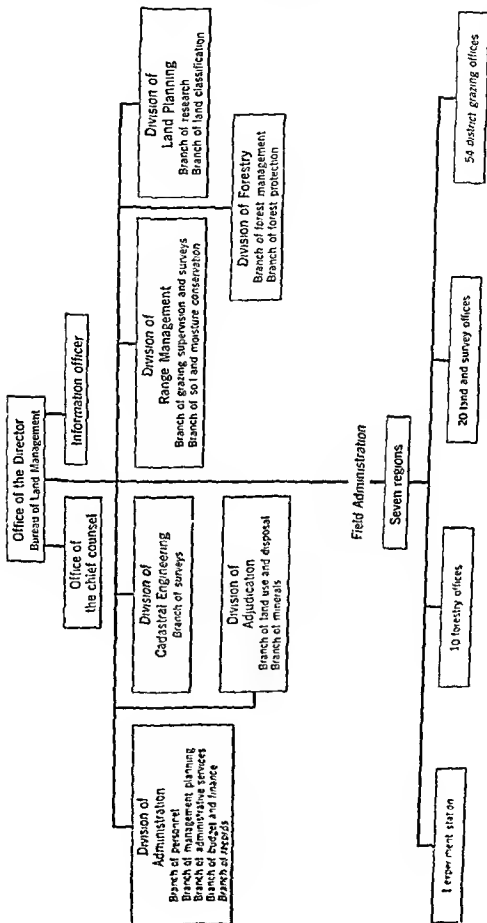 Office of the Director
Bureau of Land Management
Office of
the chief counsel
Information officer
Division of
Administration
Branch of personnel
Branch of management planning
Branch of administrative services
Branch of budget and finance
Branch of records
Division of
Cadastral Engineering
Branch of surveys
Division of
Range Management
Branch of grazing supervision and surveys
Branch of soil and moisture conservation
Division of
Land Planning
Branch of research
Branch of land classification
Division of
Adjudication
Branch of land use and disposal
Branch of minerals
Division of Forestry
Branch of forest management
Branch of forest protection
Field Administration
Seven regions
1 experiment station
10 forestry offices
20 land and survey offices
54 district grazing offices